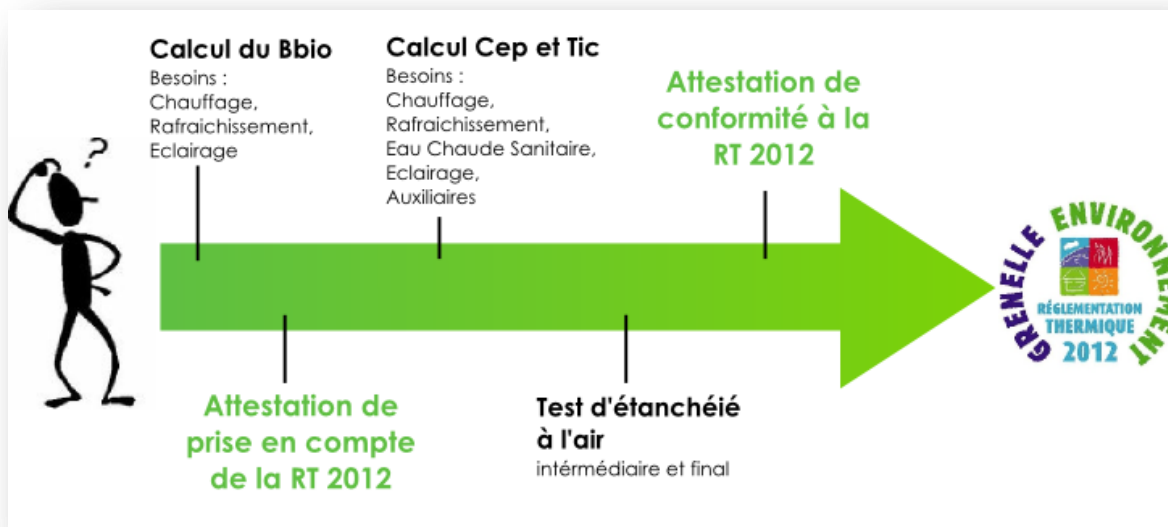 Calcul du Bbio
Besoins :
Chauffage,
Rafraichissement,
Eclairage
Calcul Cep et Tic
Besoins :
Chauffage,
Rafraichissement,
Eau Chaude Sanitaire,
Eclairage,
Auxiliaires
Attestation de
conformité à la
RT 2012
?
Attestation de
prise en compte
de la RT 2012
Test d'étanchéié
à l'air
intérmédiaire et final
GRENELLE ENVIRONNEMENT
RÉGLEMENTATION
THERMIQUE
2012